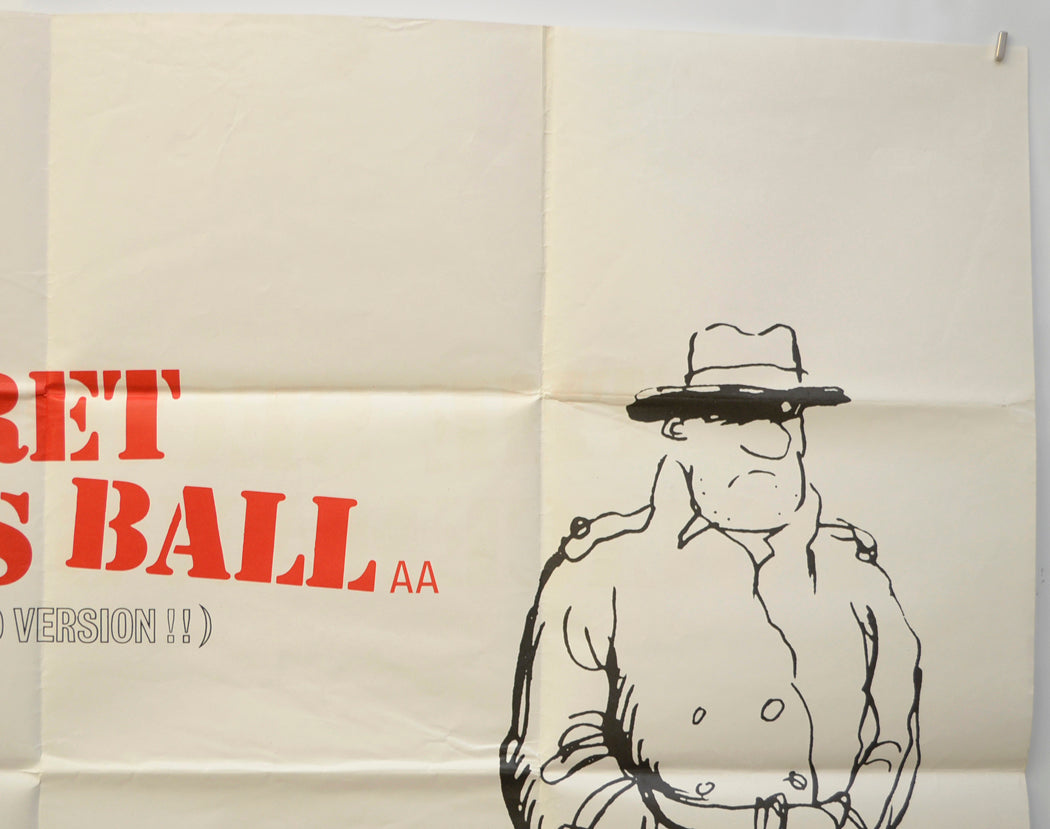 RET
S BALL AA
VERSION !!)